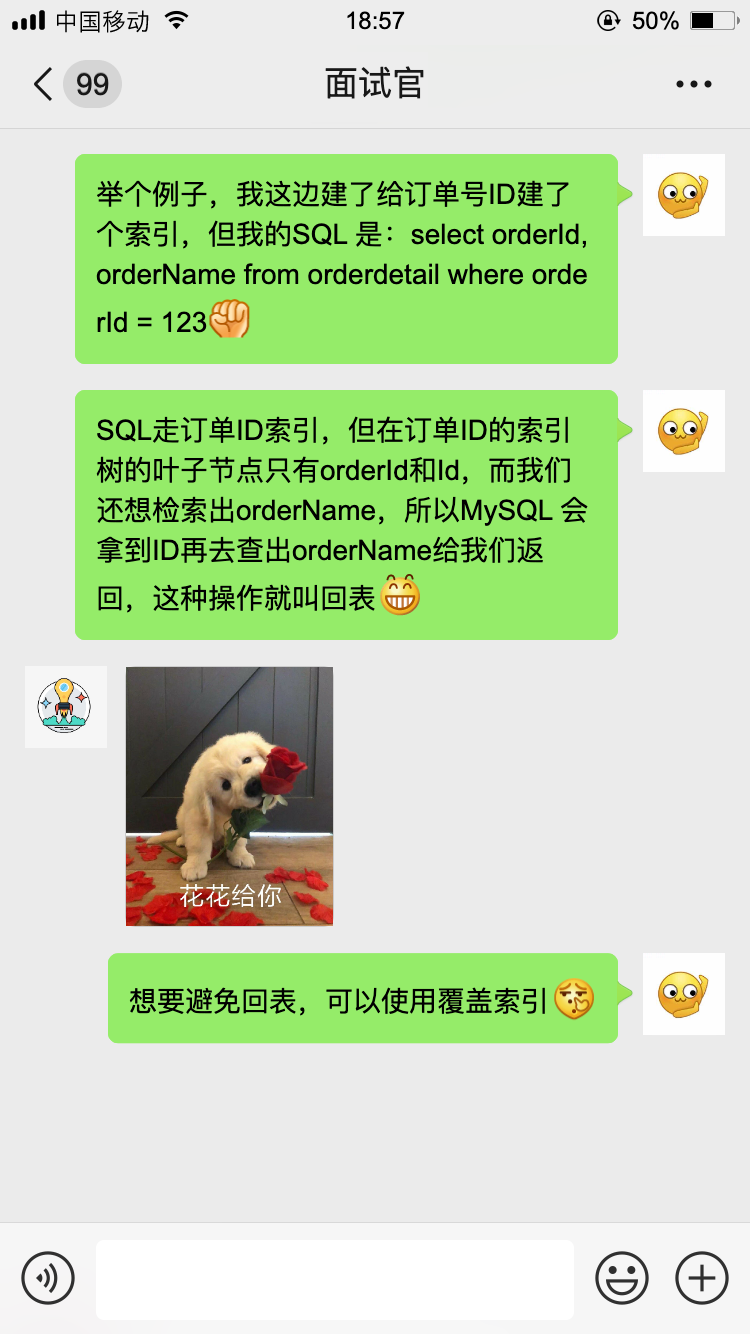 中国移动 18:57 50%
99 面试官
举个例子，我这边建了给订单号ID建了
个索引，但我的SQL 是：select orderId,
orderName from orderdetail where orde
rId = 123
SQL走订单ID索引，但在订单ID的索引
树的叶子节点只有orderId和Id，而我们
还想检索出orderName，所以MySQL 会
拿到ID再去查出orderName给我们返
回，这种操作就叫回表
花花给你
想要避免回表，可以使用覆盖索引